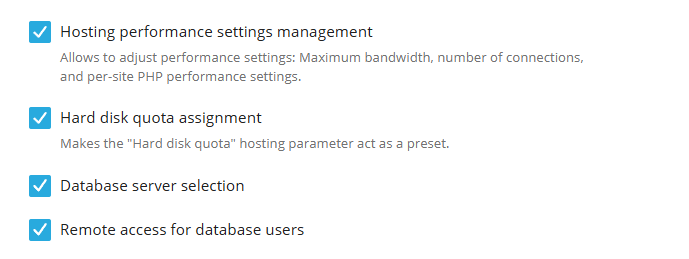 Hosting performance settings management
Allows to adjust performance settings: Maximum bandwidth, number of connections,
and per-site PHP performance settings.
Hard disk quota assignment
Makes the "Hard disk quota" hosting parameter act as a preset.
Database server selection
Remote access for database users